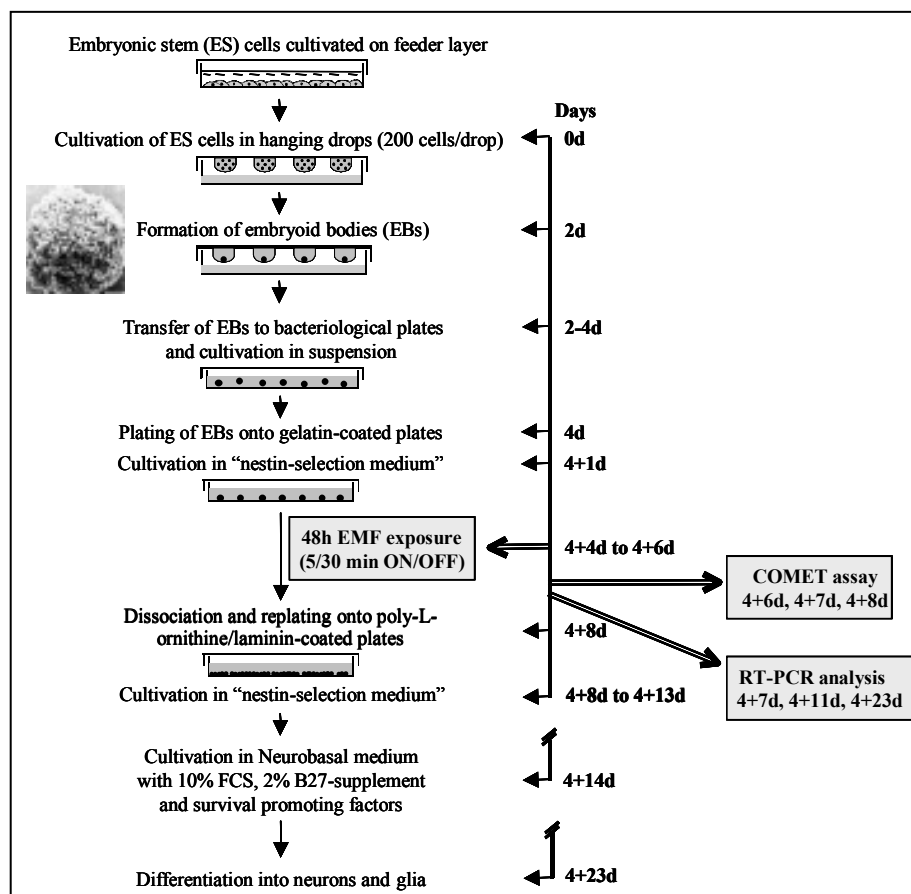 Embryonic stem (ES) cells cultivated on feeder layer
Days
Cultivation of ES cells in hanging drops (200 cells/drop)
0d
Formation of embryoid bodies (EBs)
2d
Transfer of EBs to bacteriological plates
and cultivation in suspension
2-4d
Plating of EBs onto gelatin-coated plates
4d
Cultivation in “nestin-selection medium”
4+1d
48h EMF exposure
(5/30 min ON/OFF)
4+4d to 4+6d
COMET assay
4+6d, 4+7d, 4+8d
Dissociation and replating onto poly-L-
ornithine/laminin-coated plates
4+8d
RT-PCR analysis
4+7d, 4+11d, 4+23d
Cultivation in “nestin-selection medium”
4+8d to 4+13d
Cultivation in Neurobasal medium
with 10% FCS, 2% B27-supplement
and survival promoting factors
4+14d
Differentiation into neurons and glia
4+23d